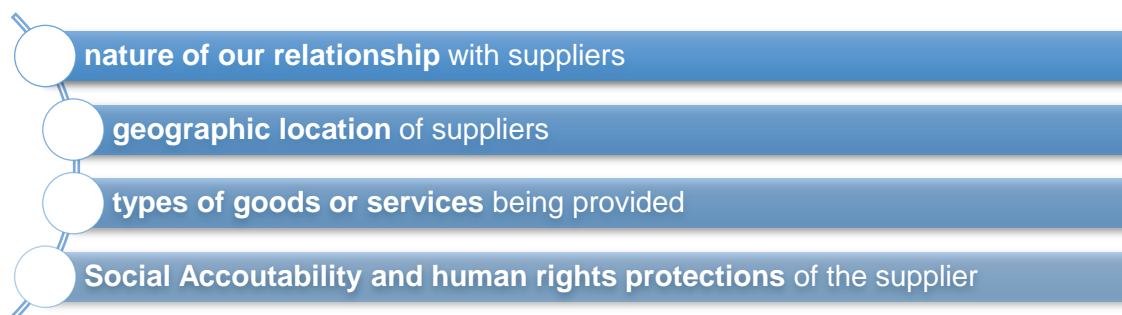 nature of our relationship with suppliers
geographic location of suppliers
types of goods or services being provided
Social Accoutability and human rights protections of the supplier